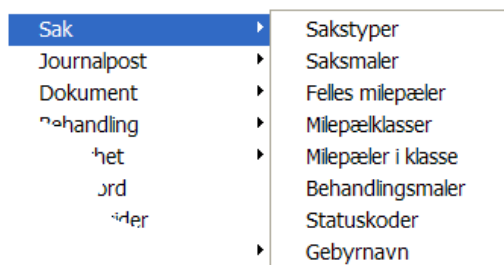 Sak
Journalpost
Dokument
Sakstyper
Saksmaler
Felles milepæler
Milepælklasser
Milepæler i klasse
Behandlingsmaler
Statuskoder
Gebyrnavn